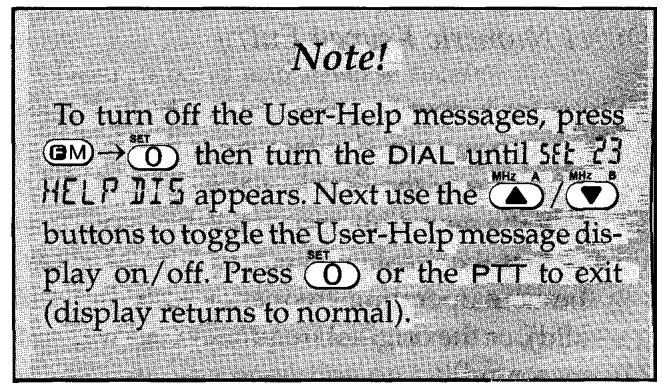 Note!
To turn off the User-Help messages, press
FM → SET 0 then turn the DIAL until SEt 23
HELP DIS appears. Next use the MHz ▲ A / MHz ▼ B
buttons to toggle the User-Help message dis-
play on/off. Press SET 0 or the PTT to exit
(display returns to normal).